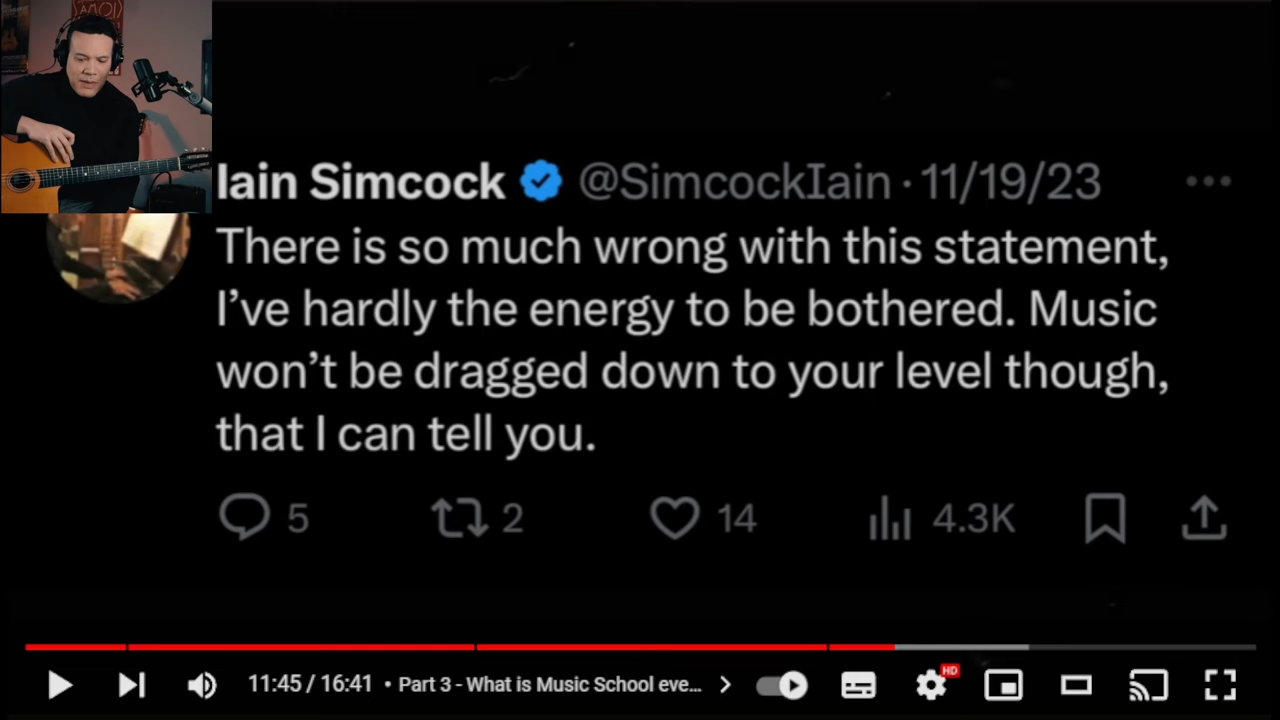 Iain Simcock @SimcockIain · 11/19/23
There is so much wrong with this statement,
I’ve hardly the energy to be bothered. Music
won’t be dragged down to your level though,
that I can tell you.
5 2 14 4.3K
11:45 / 16:41 • Part 3 - What is Music School eve... HD